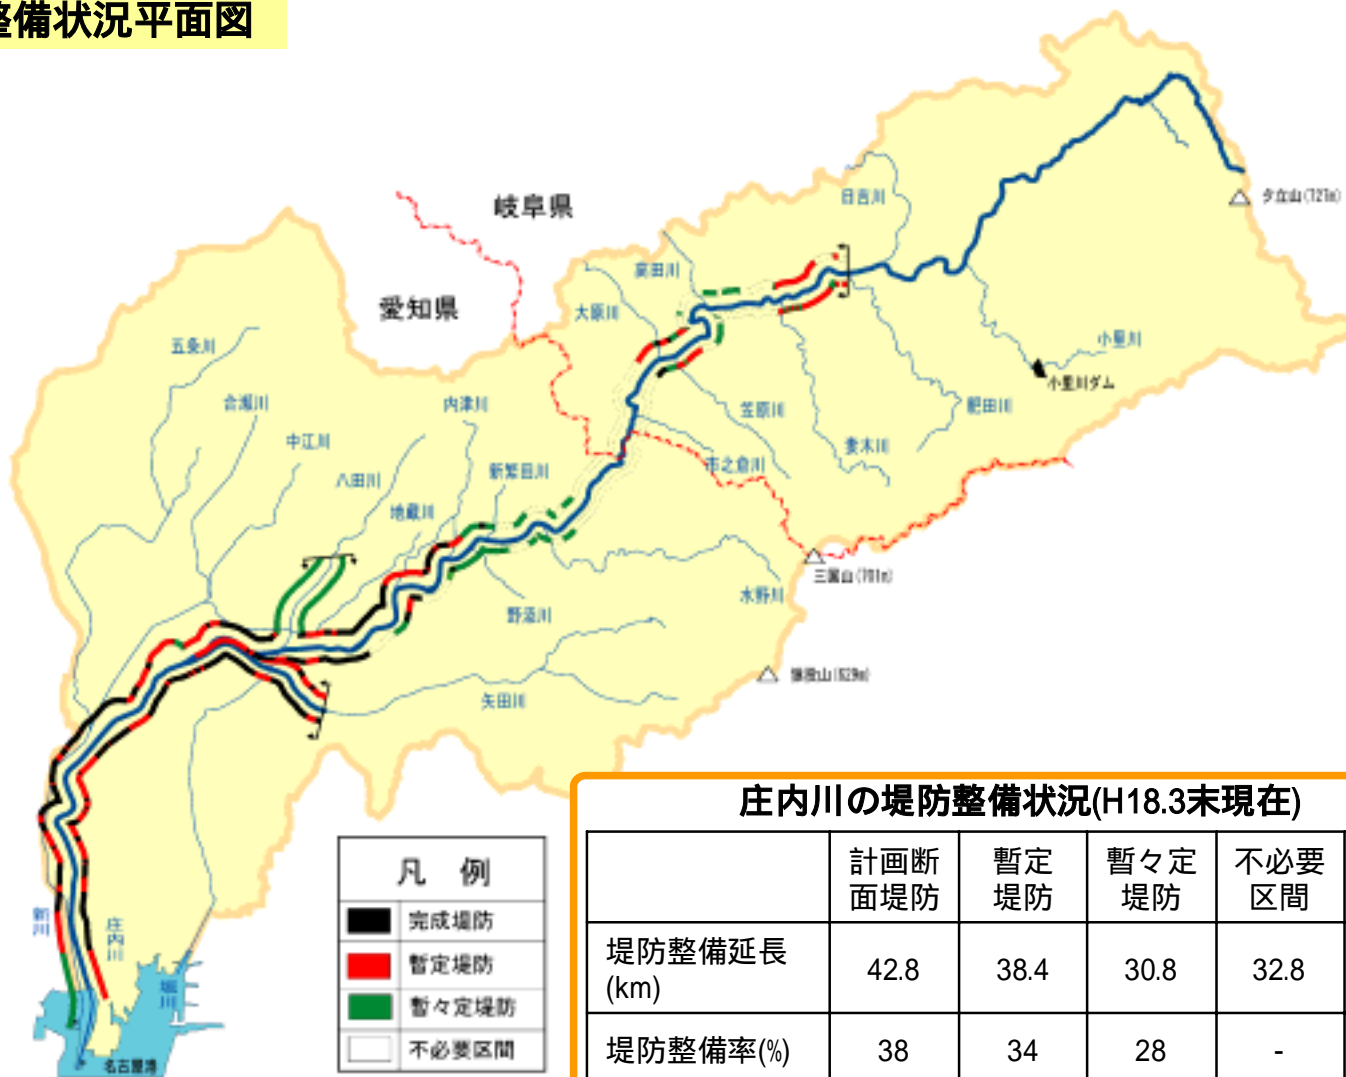 整備状況平面図
岐阜県
愛知県
日吉川
夕立山(727m)
高田川
大原川
五条川
小里川
小里川ダム
合瀬川
内津川
笠原川
肥田川
中江川
妻木川
八田川
新繁田川
市之倉川
地蔵川
三国山(701m)
水野川
野添川
猿投山(629m)
矢田川
新川
庄内川
堀川
名古屋港
凡 例
完成堤防
暫定堤防
暫々定堤防
不必要区間
庄内川の堤防整備状況(H18.3末現在)
計画断面堤防 暫定堤防 暫々定堤防 不必要区間
堤防整備延長(km) 42.8 38.4 30.8 32.8
堤防整備率(%) 38 34 28 -